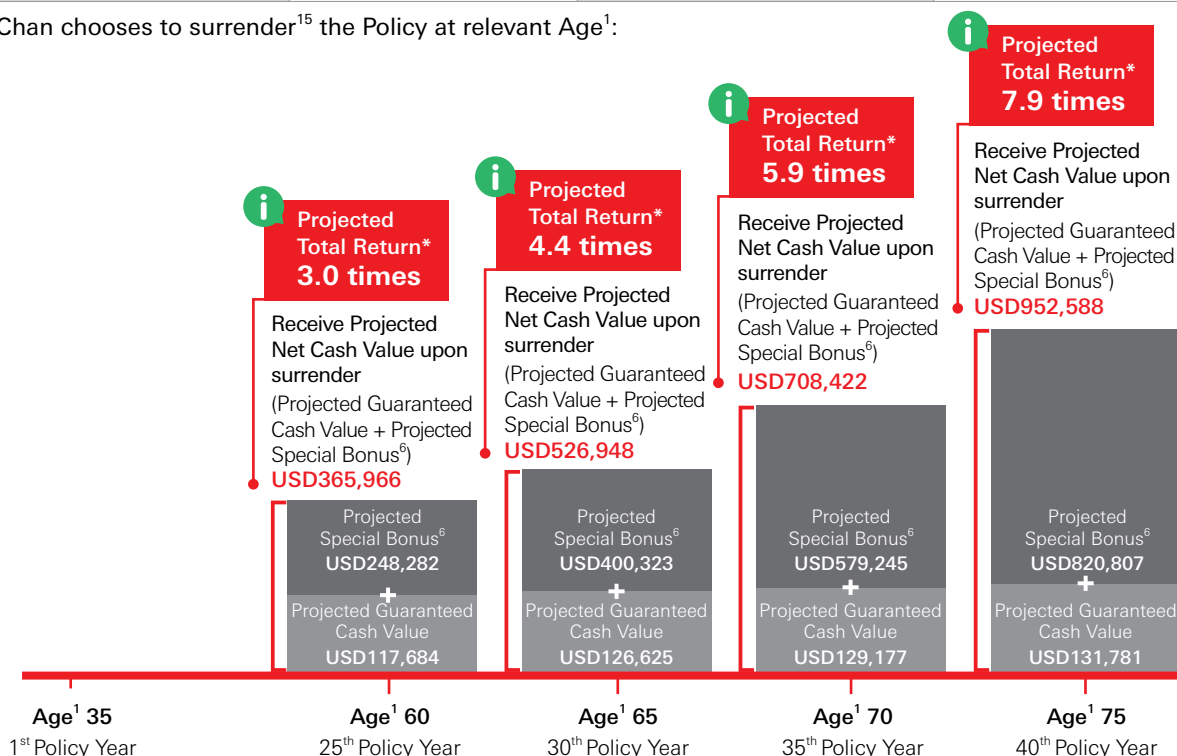 Chan chooses to surrender¹⁵ the Policy at relevant Age¹:
Projected
Total Return*
3.0 times
Receive Projected
Net Cash Value upon
surrender
(Projected Guaranteed
Cash Value + Projected
Special Bonus⁶)
USD365,966
Projected
Special Bonus⁶
USD248,282
+
Projected Guaranteed
Cash Value
USD117,684
Projected
Total Return*
4.4 times
Receive Projected
Net Cash Value upon
surrender
(Projected Guaranteed
Cash Value + Projected
Special Bonus⁶)
USD526,948
Projected
Special Bonus⁶
USD400,323
+
Projected Guaranteed
Cash Value
USD126,625
Projected
Total Return*
5.9 times
Receive Projected
Net Cash Value upon
surrender
(Projected Guaranteed
Cash Value + Projected
Special Bonus⁶)
USD708,422
Projected
Special Bonus⁶
USD579,245
+
Projected Guaranteed
Cash Value
USD129,177
Projected
Total Return*
7.9 times
Receive Projected
Net Cash Value upon
surrender
(Projected Guaranteed
Cash Value + Projected
Special Bonus⁶)
USD952,588
Projected
Special Bonus⁶
USD820,807
+
Projected Guaranteed
Cash Value
USD131,781
Age¹ 35
1ˢᵗ Policy Year
Age¹ 60
25ᵗʰ Policy Year
Age¹ 65
30ᵗʰ Policy Year
Age¹ 70
35ᵗʰ Policy Year
Age¹ 75
40ᵗʰ Policy Year